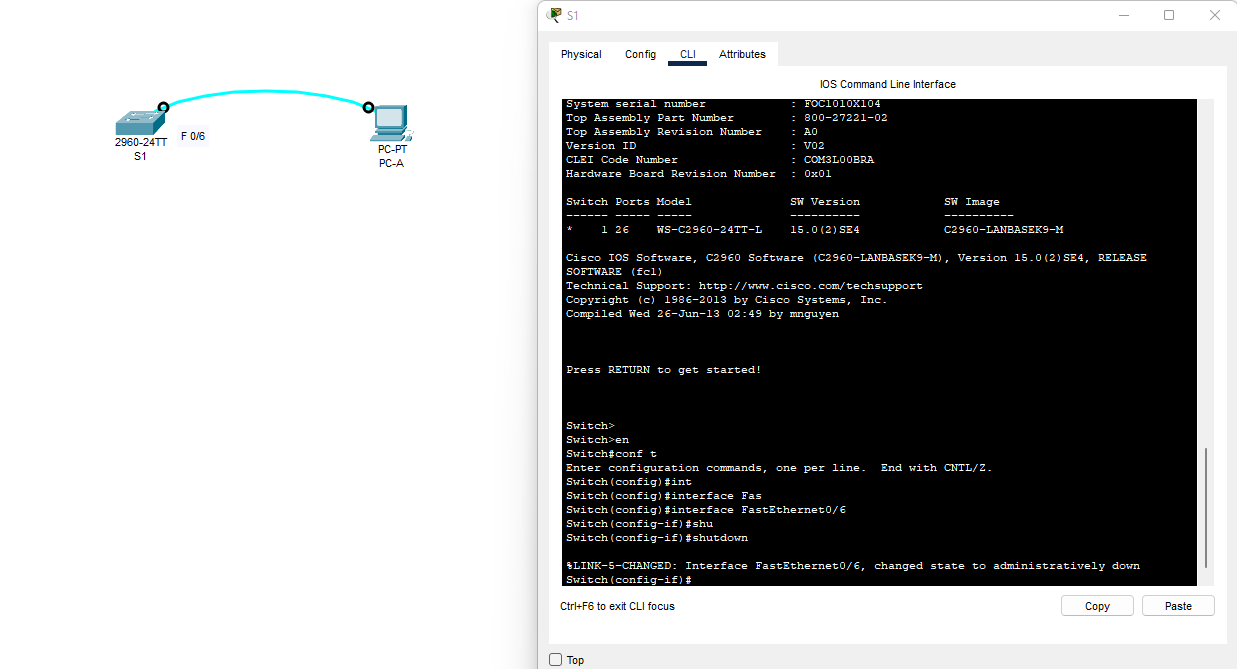 S1
Physical Config CLI Attributes
IOS Command Line Interface
System serial number : FOC1010X104
Top Assembly Part Number : 800-27221-02
Top Assembly Revision Number : A0
Version ID : V02
CLEI Code Number : COM3L00BRA
Hardware Board Revision Number : 0x01
Switch Ports Model SW Version SW Image
------ ----- ----- ---------- ----------
* 1 26 WS-C2960-24TT-L 15.0(2)SE4 C2960-LANBASEK9-M
Cisco IOS Software, C2960 Software (C2960-LANBASEK9-M), Version 15.0(2)SE4, RELEASE
SOFTWARE (fc1)
Technical Support: http://www.cisco.com/techsupport
Copyright (c) 1986-2013 by Cisco Systems, Inc.
Compiled Wed 26-Jun-13 02:49 by mnguyen
Press RETURN to get started!
Switch>
Switch>en
Switch#conf t
Enter configuration commands, one per line. End with CNTL/Z.
Switch(config)#int
Switch(config)#interface Fas
Switch(config)#interface FastEthernet0/6
Switch(config-if)#shu
Switch(config-if)#shutdown
%LINK-5-CHANGED: Interface FastEthernet0/6, changed state to administratively down
Switch(config-if)#
Ctrl+F6 to exit CLI focus
Copy Paste
Top
2960-24TT
S1
F 0/6
PC-PT
PC-A